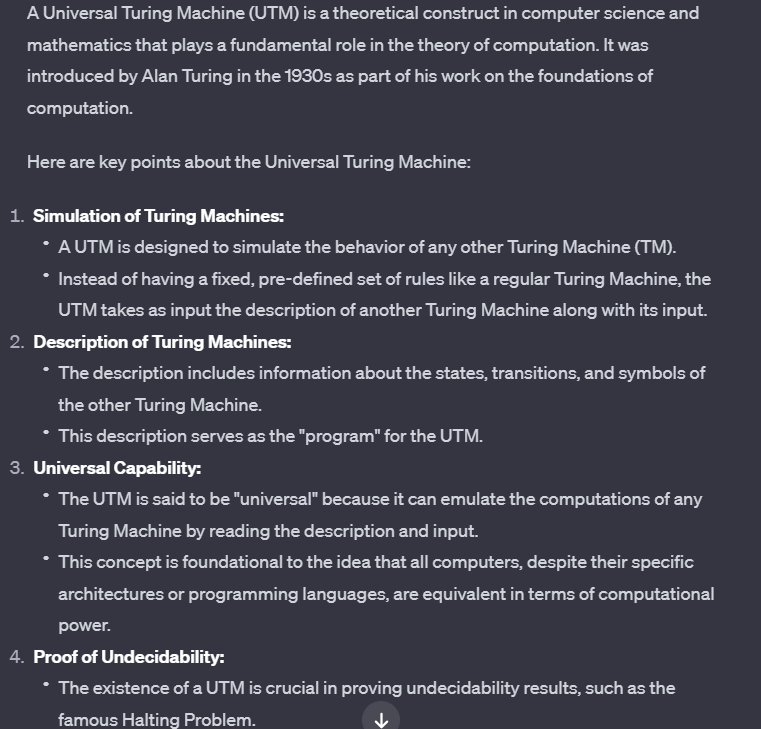 A Universal Turing Machine (UTM) is a theoretical construct in computer science and
mathematics that plays a fundamental role in the theory of computation. It was
introduced by Alan Turing in the 1930s as part of his work on the foundations of
computation.
Here are key points about the Universal Turing Machine:
1. Simulation of Turing Machines:
• A UTM is designed to simulate the behavior of any other Turing Machine (TM).
• Instead of having a fixed, pre-defined set of rules like a regular Turing Machine, the
UTM takes as input the description of another Turing Machine along with its input.
2. Description of Turing Machines:
• The description includes information about the states, transitions, and symbols of
the other Turing Machine.
• This description serves as the "program" for the UTM.
3. Universal Capability:
• The UTM is said to be "universal" because it can emulate the computations of any
Turing Machine by reading the description and input.
• This concept is foundational to the idea that all computers, despite their specific
architectures or programming languages, are equivalent in terms of computational
power.
4. Proof of Undecidability:
• The existence of a UTM is crucial in proving undecidability results, such as the
famous Halting Problem.